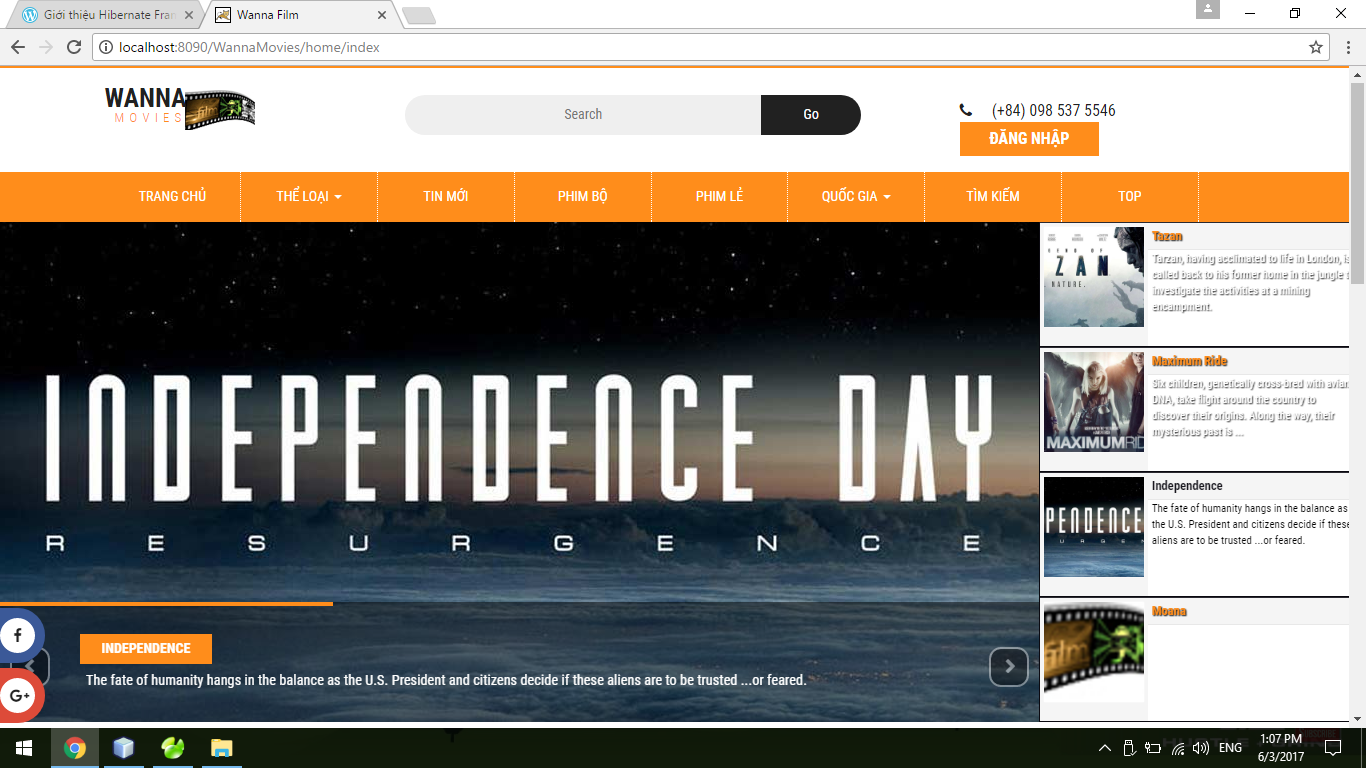 Giới thiệu Hibernate Fran
Wanna Film
localhost:8090/WannaMovies/home/index
WANNA
MOVIES
film
Search
Go
(+84) 098 537 5546
ĐĂNG NHẬP
TRANG CHỦ
THỂ LOẠI
TIN MỚI
PHIM BỘ
PHIM LẺ
QUỐC GIA
TÌM KIẾM
TOP
INDEPENDENCE DAY
RESURGENCE
INDEPENDENCE
The fate of humanity hangs in the balance as the U.S. President and citizens decide if these aliens are to be trusted ...or feared.
ZAN
NATURE.
Tazan
Tarzan, having acclimated to life in London, is
called back to his former home in the jungle t
investigate the activities at a mining
encampment.
MAXIMUM RID
Maximum Ride
Six children, genetically cross-bred with avian
DNA, take flight around the country to
discover their origins. Along the way, their
mysterious past is ...
PENDENCE
Independence
The fate of humanity hangs in the balance as
the U.S. President and citizens decide if these
aliens are to be trusted ...or feared.
film
Moana
f
G+
ENG
1:07 PM
6/3/2017